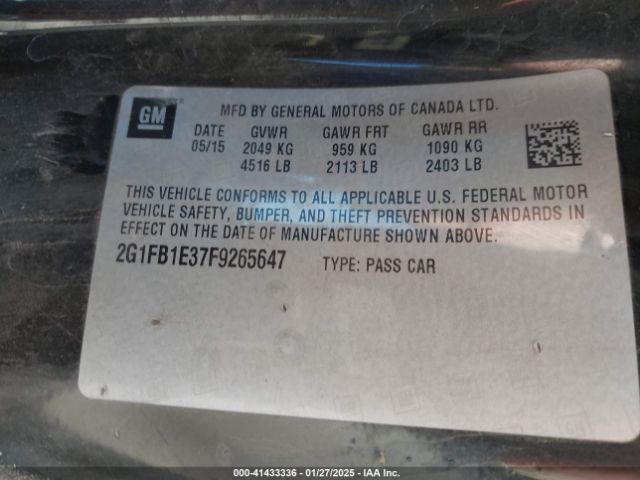 GM
MFD BY GENERAL MOTORS OF CANADA LTD.
DATE GVWR GAWR FRT GAWR RR
05/15 2049 KG 959 KG 1090 KG
4516 LB 2113 LB 2403 LB
THIS VEHICLE CONFORMS TO ALL APPLICABLE U.S. FEDERAL MOTOR
VEHICLE SAFETY, BUMPER, AND THEFT PREVENTION STANDARDS IN
EFFECT ON THE DATE OF MANUFACTURE SHOWN ABOVE.
2G1FB1E37F9265647 TYPE: PASS CAR
000-41433336 - 01/27/2025 - IAA Inc.